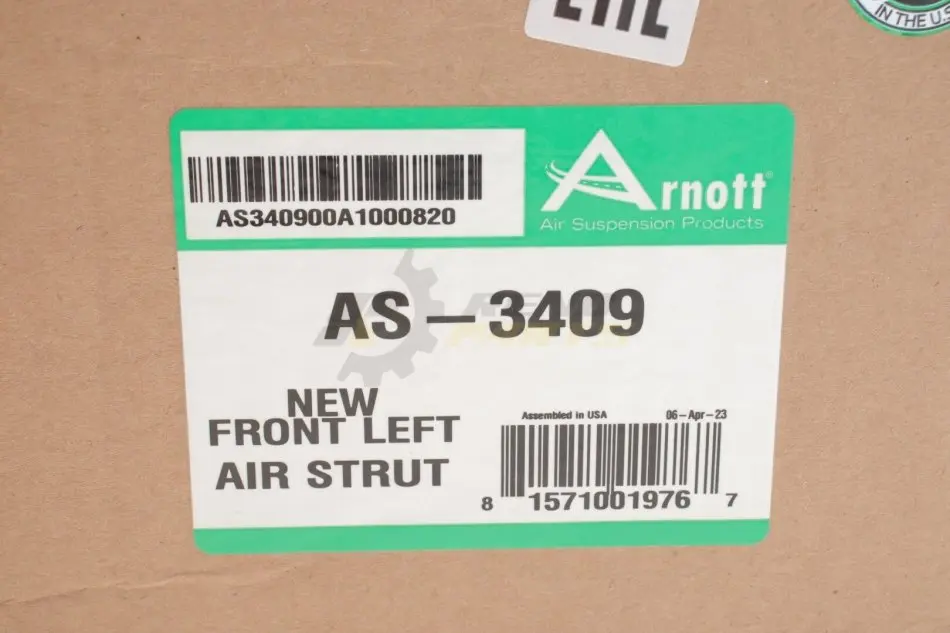 IN THE U.S
AS340900A1000820
Arnott®
Air Suspension Products
AS-3409
NEW
FRONT LEFT
AIR STRUT
Assembled in USA 06-Apr-23
8 1571001976 7